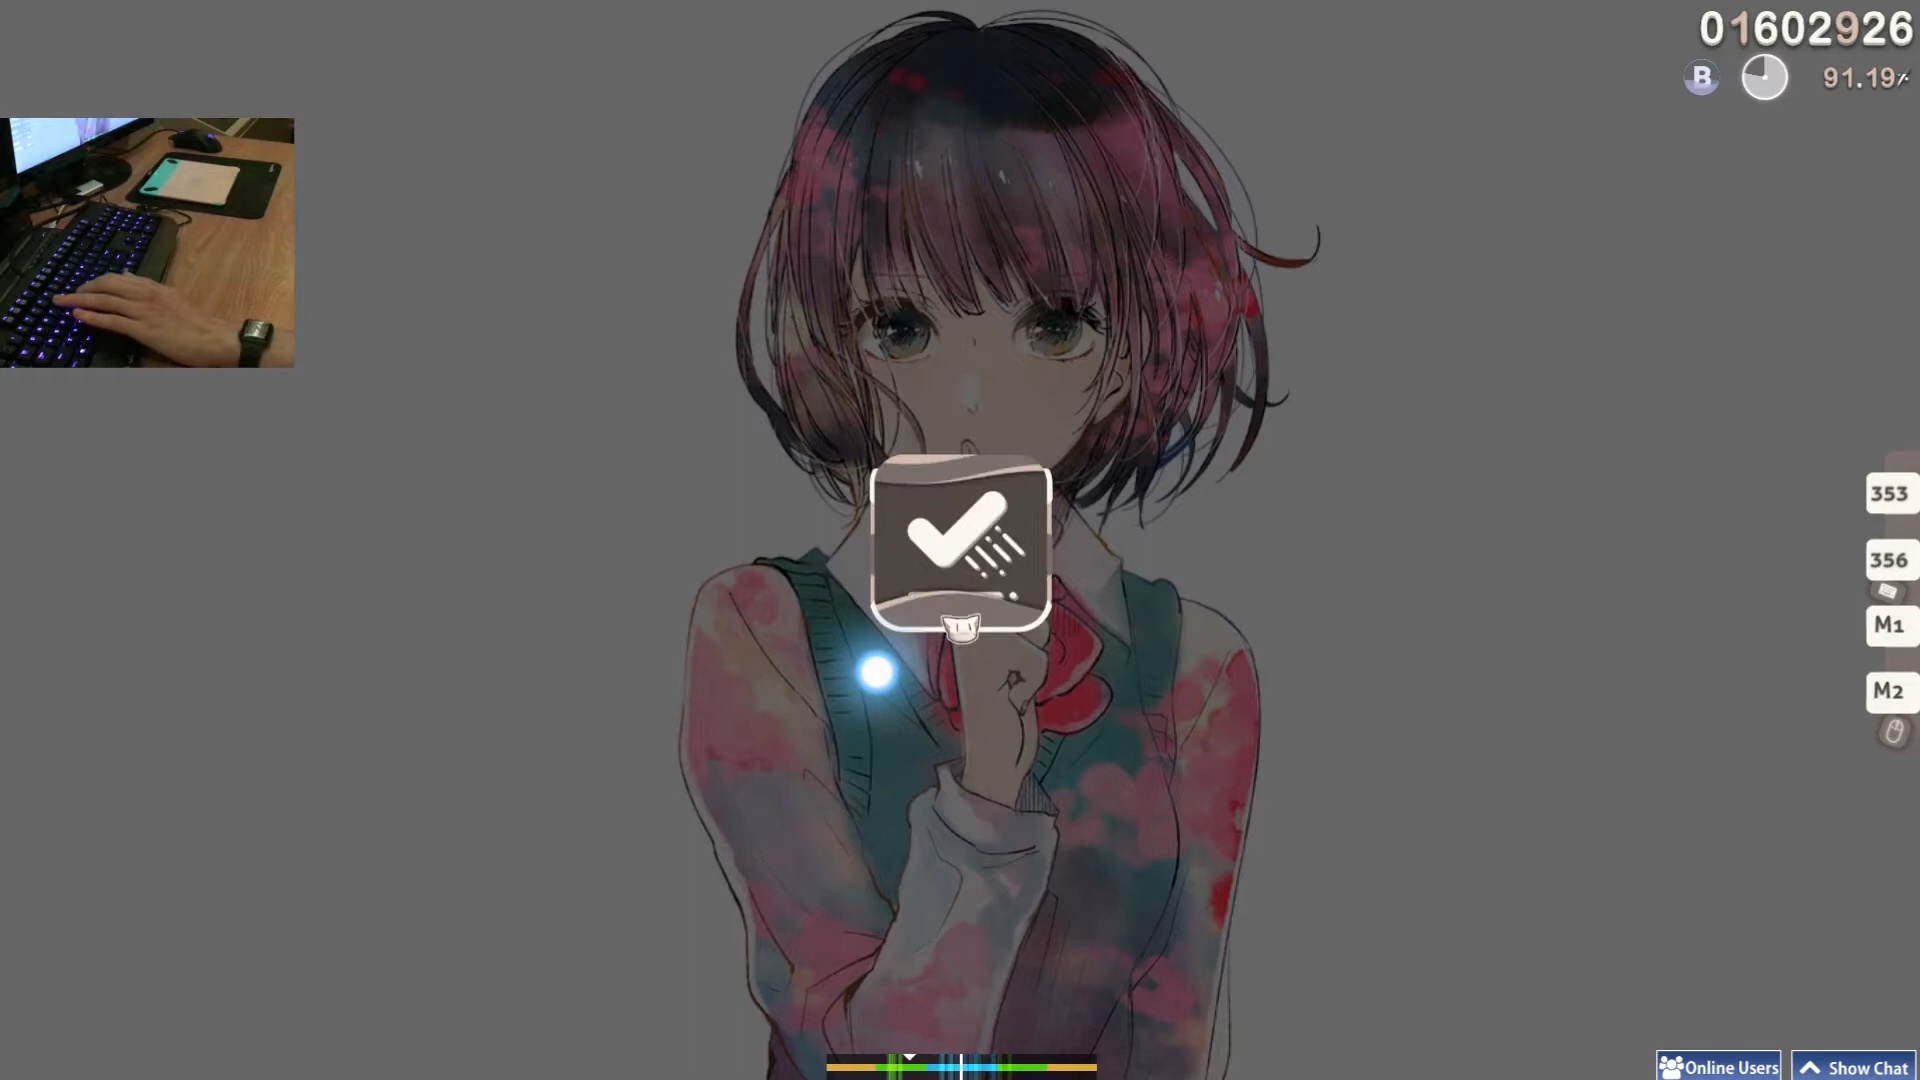 01602926
B 91.19%
353
356
M1
M2
Online Users
Show Chat